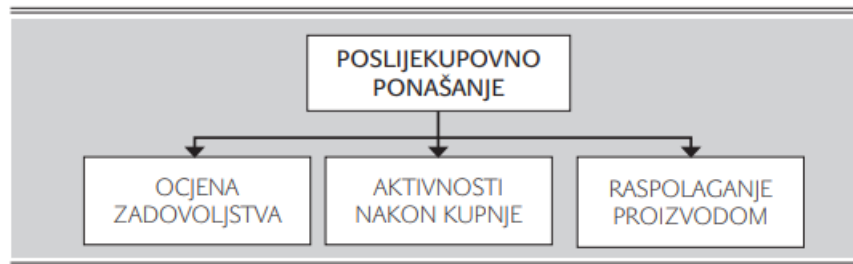 POSLIJEKUPOVNO
PONAŠANJE
OCJENA
ZADOVOLJSTVA
AKTIVNOSTI
NAKON KUPNJE
RASPOLAGANJE
PROIZVODOM